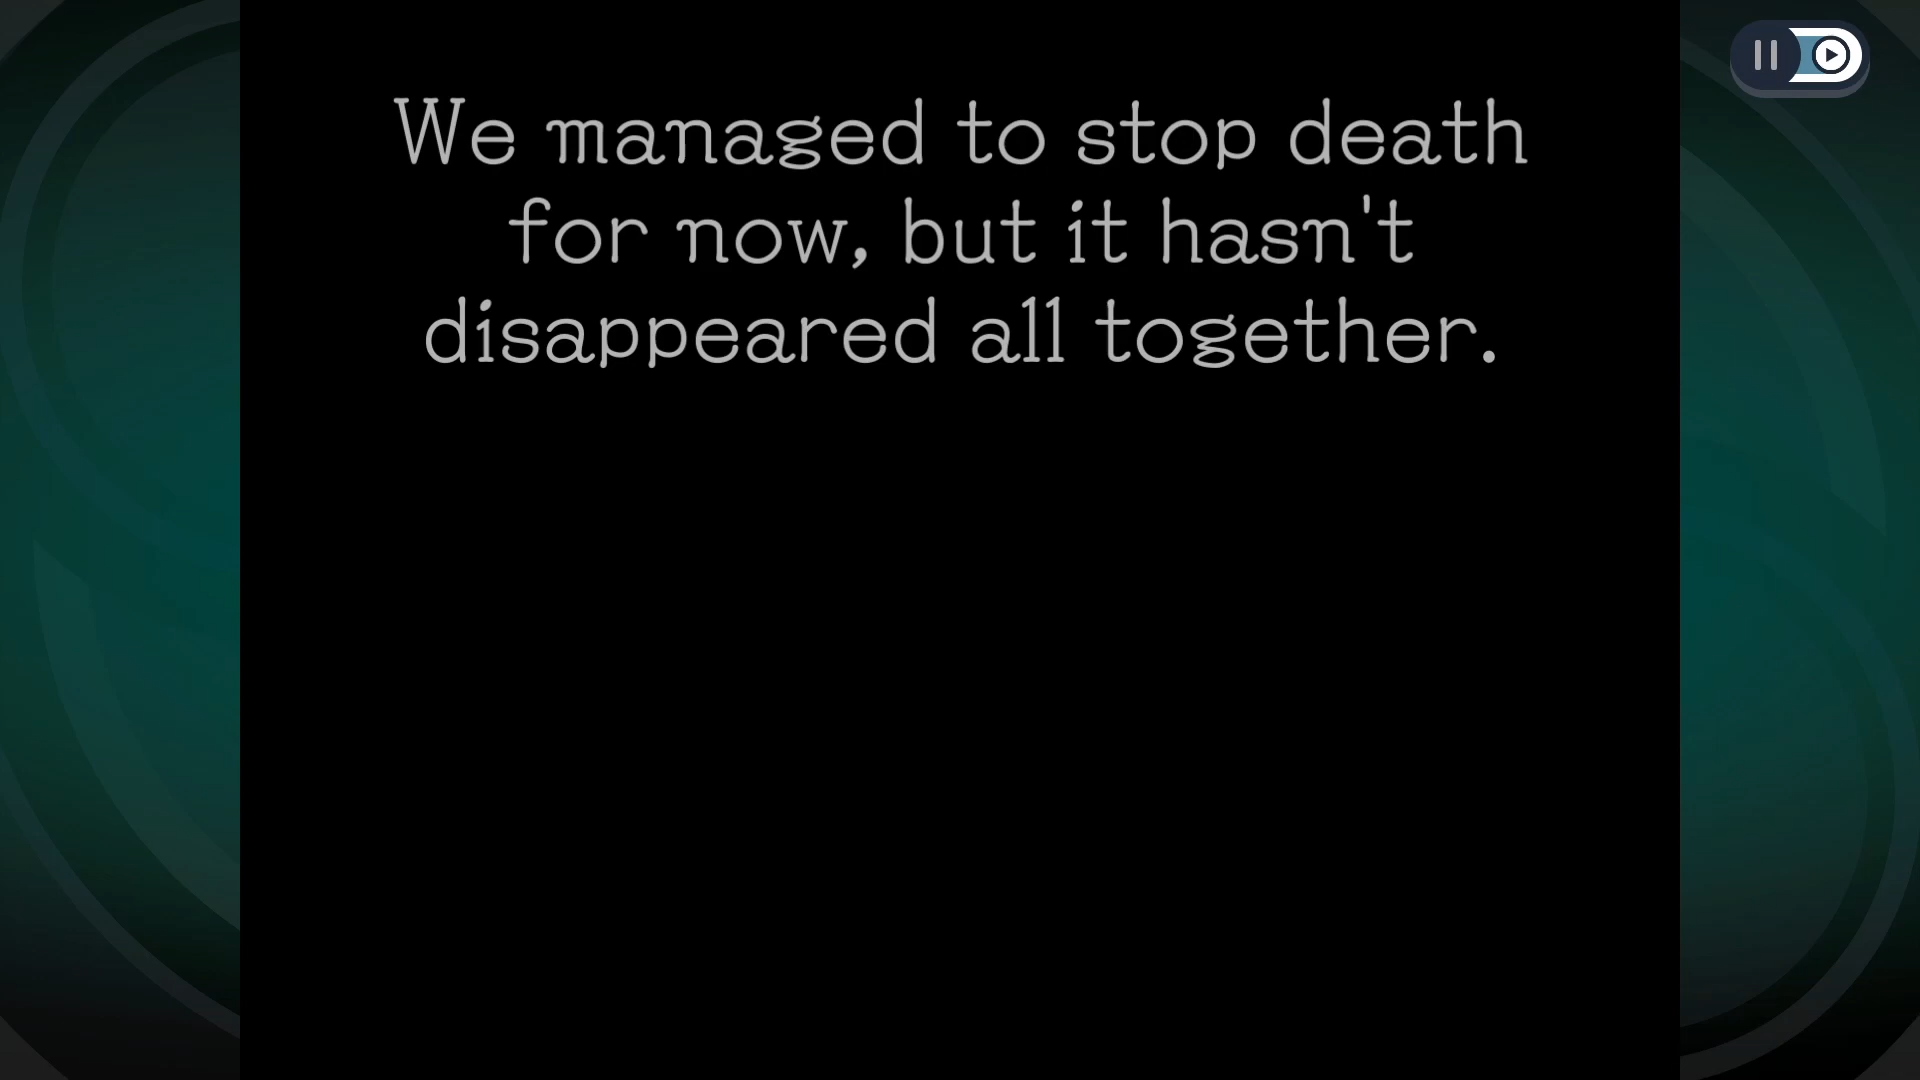 We managed to stop death
for now, but it hasn't
disappeared all together.